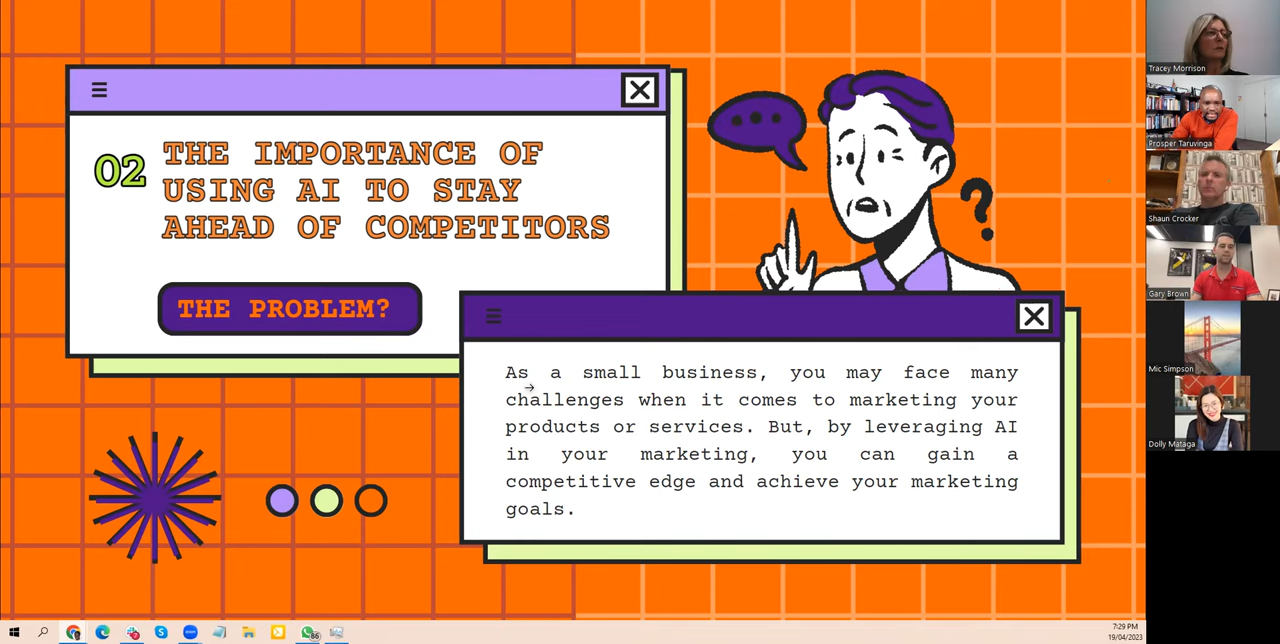 02
THE IMPORTANCE OF
USING AI TO STAY
AHEAD OF COMPETITORS
THE PROBLEM?
As a small business, you may face many
challenges when it comes to marketing your
products or services. But, by leveraging AI
in your marketing, you can gain a
competitive edge and achieve your marketing
goals.
Tracey Morrison
Prosper Taruvinga
Shaun Crocker
Gary Brown
Mic Simpson
Dolly Mataga
86
7:29 PM
19/04/2023